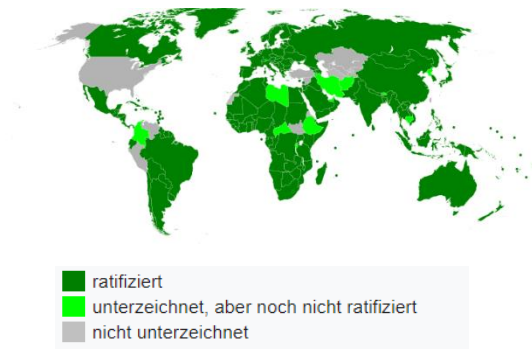 ratifiziert
unterzeichnet, aber noch nicht ratifiziert
nicht unterzeichnet